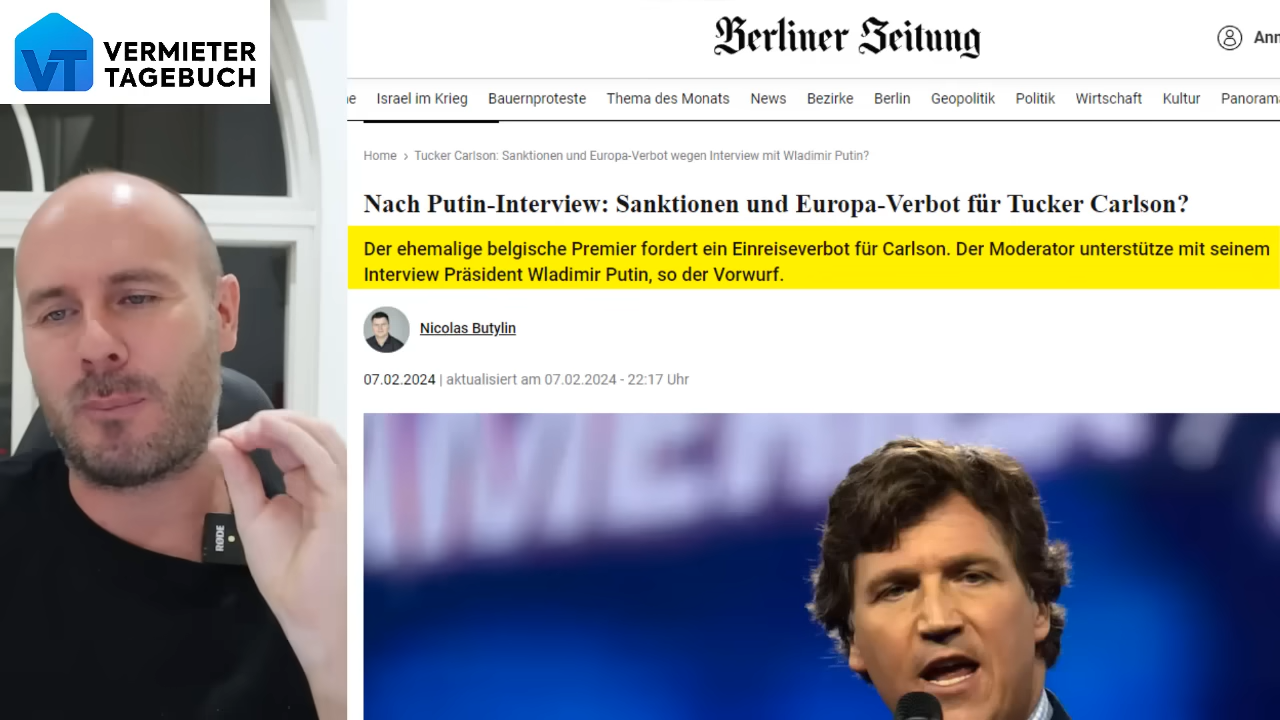 VT VERMIETER
TAGEBUCH
Berliner Zeitung
Israel im Krieg Bauernproteste Thema des Monats News Bezirke Berlin Geopolitik Politik Wirtschaft Kultur Panorama
Home › Tucker Carlson: Sanktionen und Europa-Verbot wegen Interview mit Wladimir Putin?
Nach Putin-Interview: Sanktionen und Europa-Verbot für Tucker Carlson?
Der ehemalige belgische Premier fordert ein Einreiseverbot für Carlson. Der Moderator unterstütze mit seinem
Interview Präsident Wladimir Putin, so der Vorwurf.
Nicolas Butylin
07.02.2024 | aktualisiert am 07.02.2024 - 22:17 Uhr
RØDE